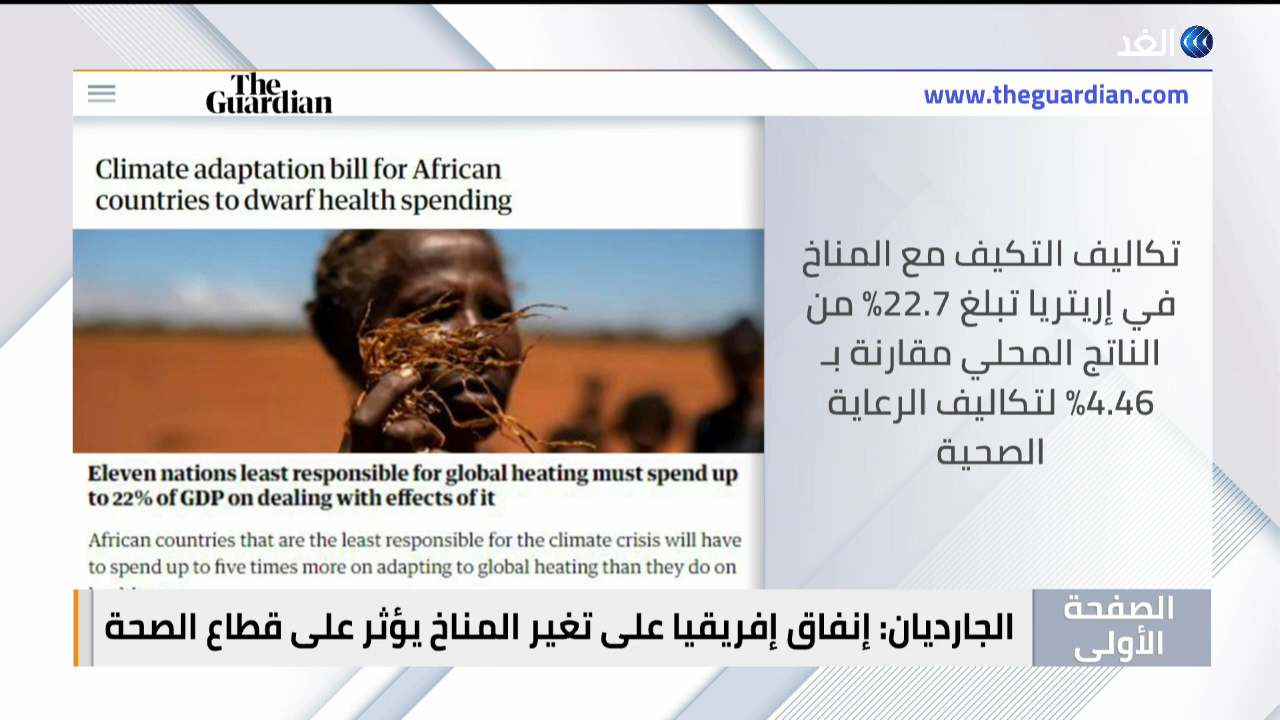 الغد
The
Guardian
www.theguardian.com
Climate adaptation bill for African
countries to dwarf health spending
تكاليف التكيف مع المناخ
في إريتريا تبلغ 22.7% من
الناتج المحلي مقارنة بـ
4.46% لتكاليف الرعاية
الصحية
Eleven nations least responsible for global heating must spend up
to 22% of GDP on dealing with effects of it
African countries that are the least responsible for the climate crisis will have
to spend up to five times more on adapting to global heating than they do on
الصفحة
الأولى
الجارديان: إنفاق إفريقيا على تغير المناخ يؤثر على قطاع الصحة